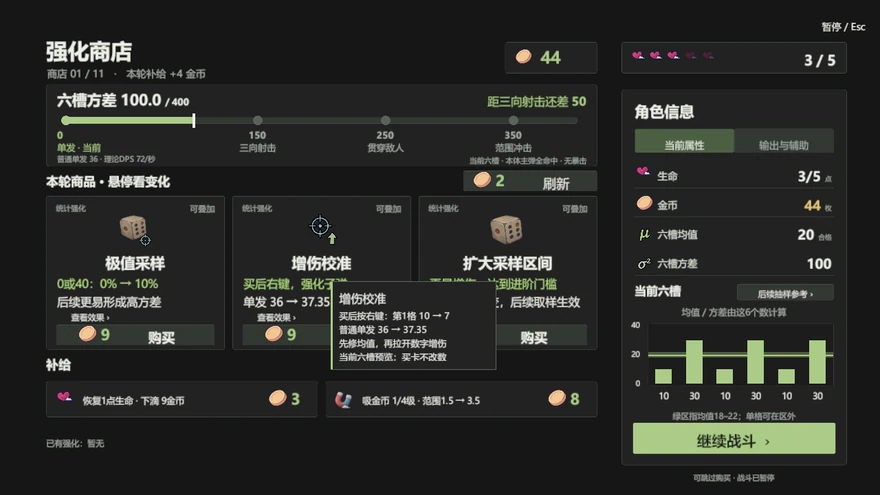 暂停 / Esc
强化商店
商店 01 / 11 · 本轮补给 +4 金币
44
3 / 5
六槽方差 100.0 / 400
距三向射击还差 50
0
150
250
350
单发 · 当前
三向射击
贯穿敌人
范围冲击
普通单发 36 · 理论DPS 72/秒
当前六槽 · 本体主弹全命中 · 无暴击
本轮商品 · 悬停看变化
2
刷新
统计强化
可叠加
极值采样
0或40：0% → 10%
后续更易形成高方差
查看效果 ›
9
购买
统计强化
可叠加
增伤校准
买后右键，强化子
单发 36 → 37.35
查看效果 ›
9
统计强化
可叠加
扩大采样区间
达到进阶门槛
，后续取样生效
购买
增伤校准
买后按右键：第1格 10 → 7
普通单发 36 → 37.35
先修均值，再拉开数字增伤
当前六槽预览；买卡不改数
补给
恢复1点生命 · 下滴 9金币
3
吸金币 1/4级 · 范围1.5 → 3.5
8
已有强化：暂无
角色信息
当前属性
输出与辅助
生命
3/5 点
金币
44 枚
μ
六槽均值
20 合格
σ²
六槽方差
100
当前六槽
后续抽样参考 ›
均值 / 方差由这6个数计算
40
20
0
10
30
10
30
10
30
绿区指均值18–22；单格可在区外
继续战斗 ›
可跳过购买 · 战斗已暂停